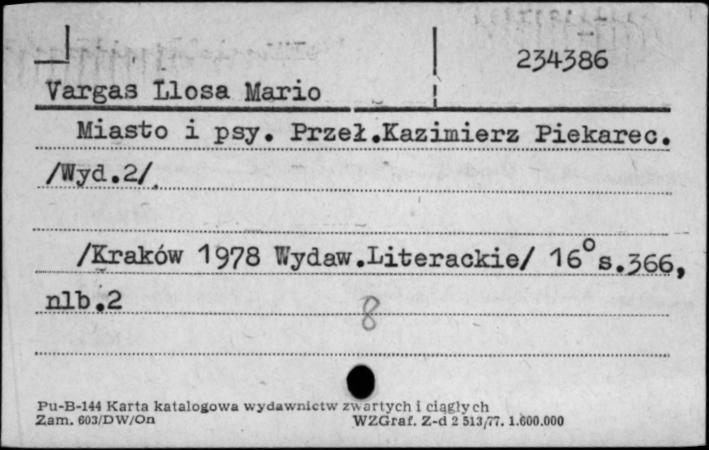 234386
Vargas Llosa Mario
Miasto i psy. Przeł.Kazimierz Piekarec.
/Wyd.2/
/Kraków 1978 Wydaw.Literackie/ 16° s.366,
nlb.2
8
Pu-B-144 Karta katalogowa wydawnictw zwartych i ciągłych
Zam. 603/DW/On WZGraf. Z-d 2 513/77. 1.600.000